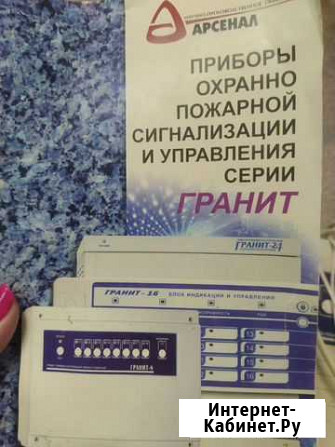 АРСЕНАЛ
ПРИБОРЫ
ОХРАННО
ПОЖАРНОЙ
СИГНАЛИЗАЦИИ
И УПРАВЛЕНИЯ
СЕРИИ
ГРАНИТ
ГРАНИТ-24
ГРАНИТ-16 БЛОК ИНДИКАЦИИ И УПРАВЛЕНИЯ
ГРАНИТ-8
Интернет-
Кабинет.Ру